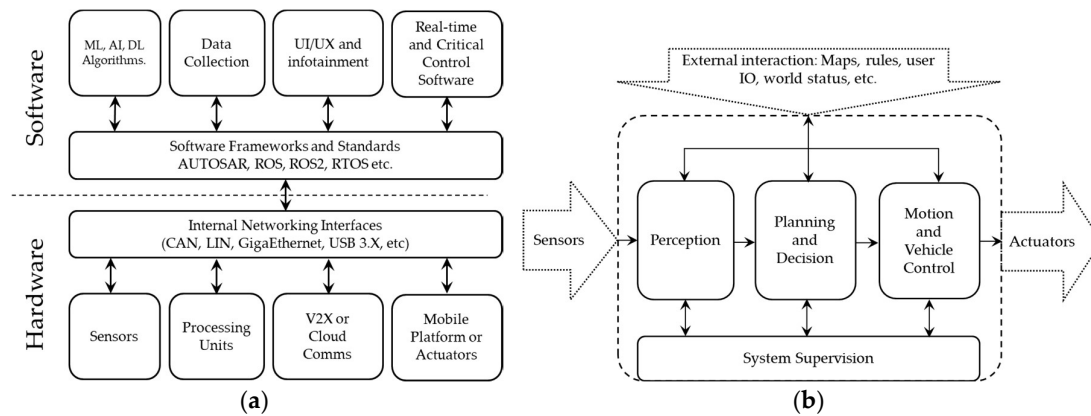 Software
ML, AI, DL
Algorithms.
Data
Collection
UI/UX and
infotainment
Real-time
and Critical
Control
Software
Software Frameworks and Standards
AUTOSAR, ROS, ROS2, RTOS etc.
Hardware
Internal Networking Interfaces
(CAN, LIN, GigaEthernet, USB 3.X, etc)
Sensors
Processing
Units
V2X or
Cloud
Comms
Mobile
Platform or
Actuators
(a)
External interaction: Maps, rules, user
IO, world status, etc.
Sensors
Perception
Planning
and
Decision
Motion
and
Vehicle
Control
Actuators
System Supervision
(b)